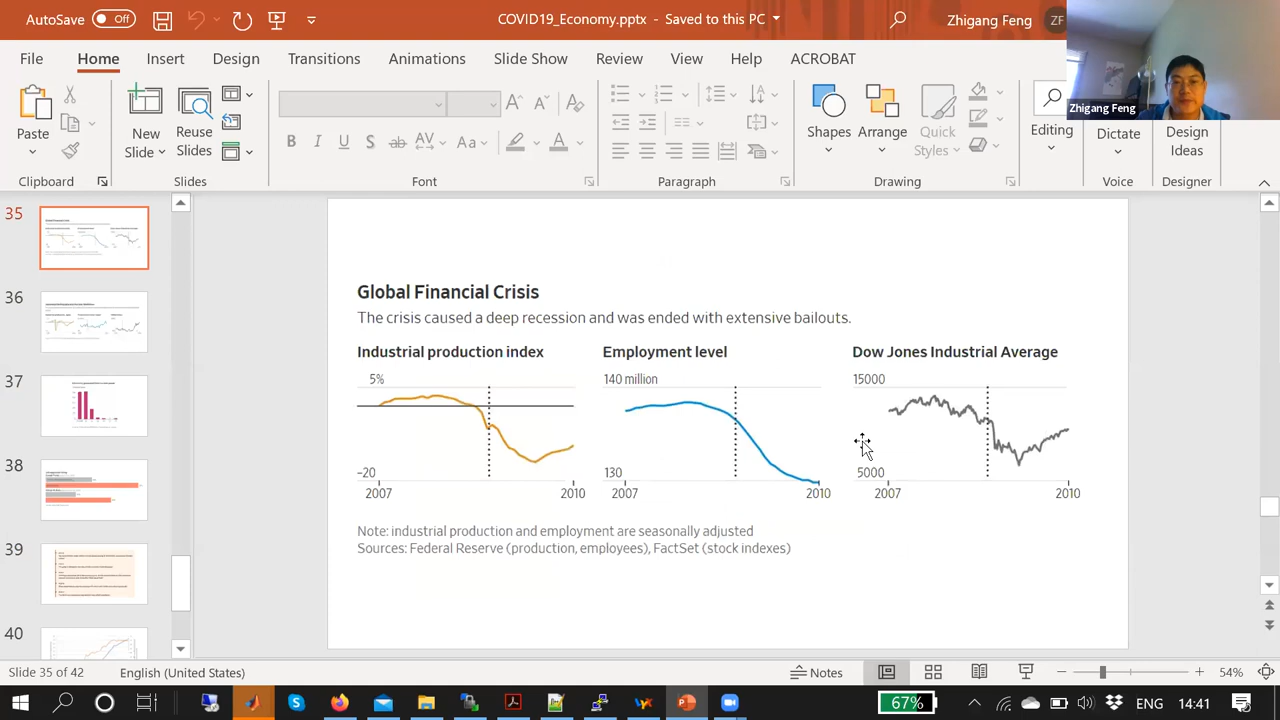 AutoSave Off
COVID19_Economy.pptx - Saved to this PC
Zhigang Feng
ZF
File Home Insert Design Transitions Animations Slide Show Review View Help ACROBAT
Zhigang Feng
Paste
New Slide
Reuse Slides
B I U S ab AV Aa A
Shapes
Arrange
Quick Styles
Editing
Dictate
Design Ideas
Clipboard
Slides
Font
Paragraph
Drawing
Voice
Designer
35
36
37
38
39
40
Global Financial Crisis
The crisis caused a deep recession and was ended with extensive bailouts.
Industrial production index
5%
-20
2007 2010
Employment level
140 million
130
2007 2010
Dow Jones Industrial Average
15000
5000
2007 2010
Note: industrial production and employment are seasonally adjusted
Sources: Federal Reserve (production, employees), FactSet (stock indexes)
Slide 35 of 42
English (United States)
Notes
54%
67%
ENG
14:41